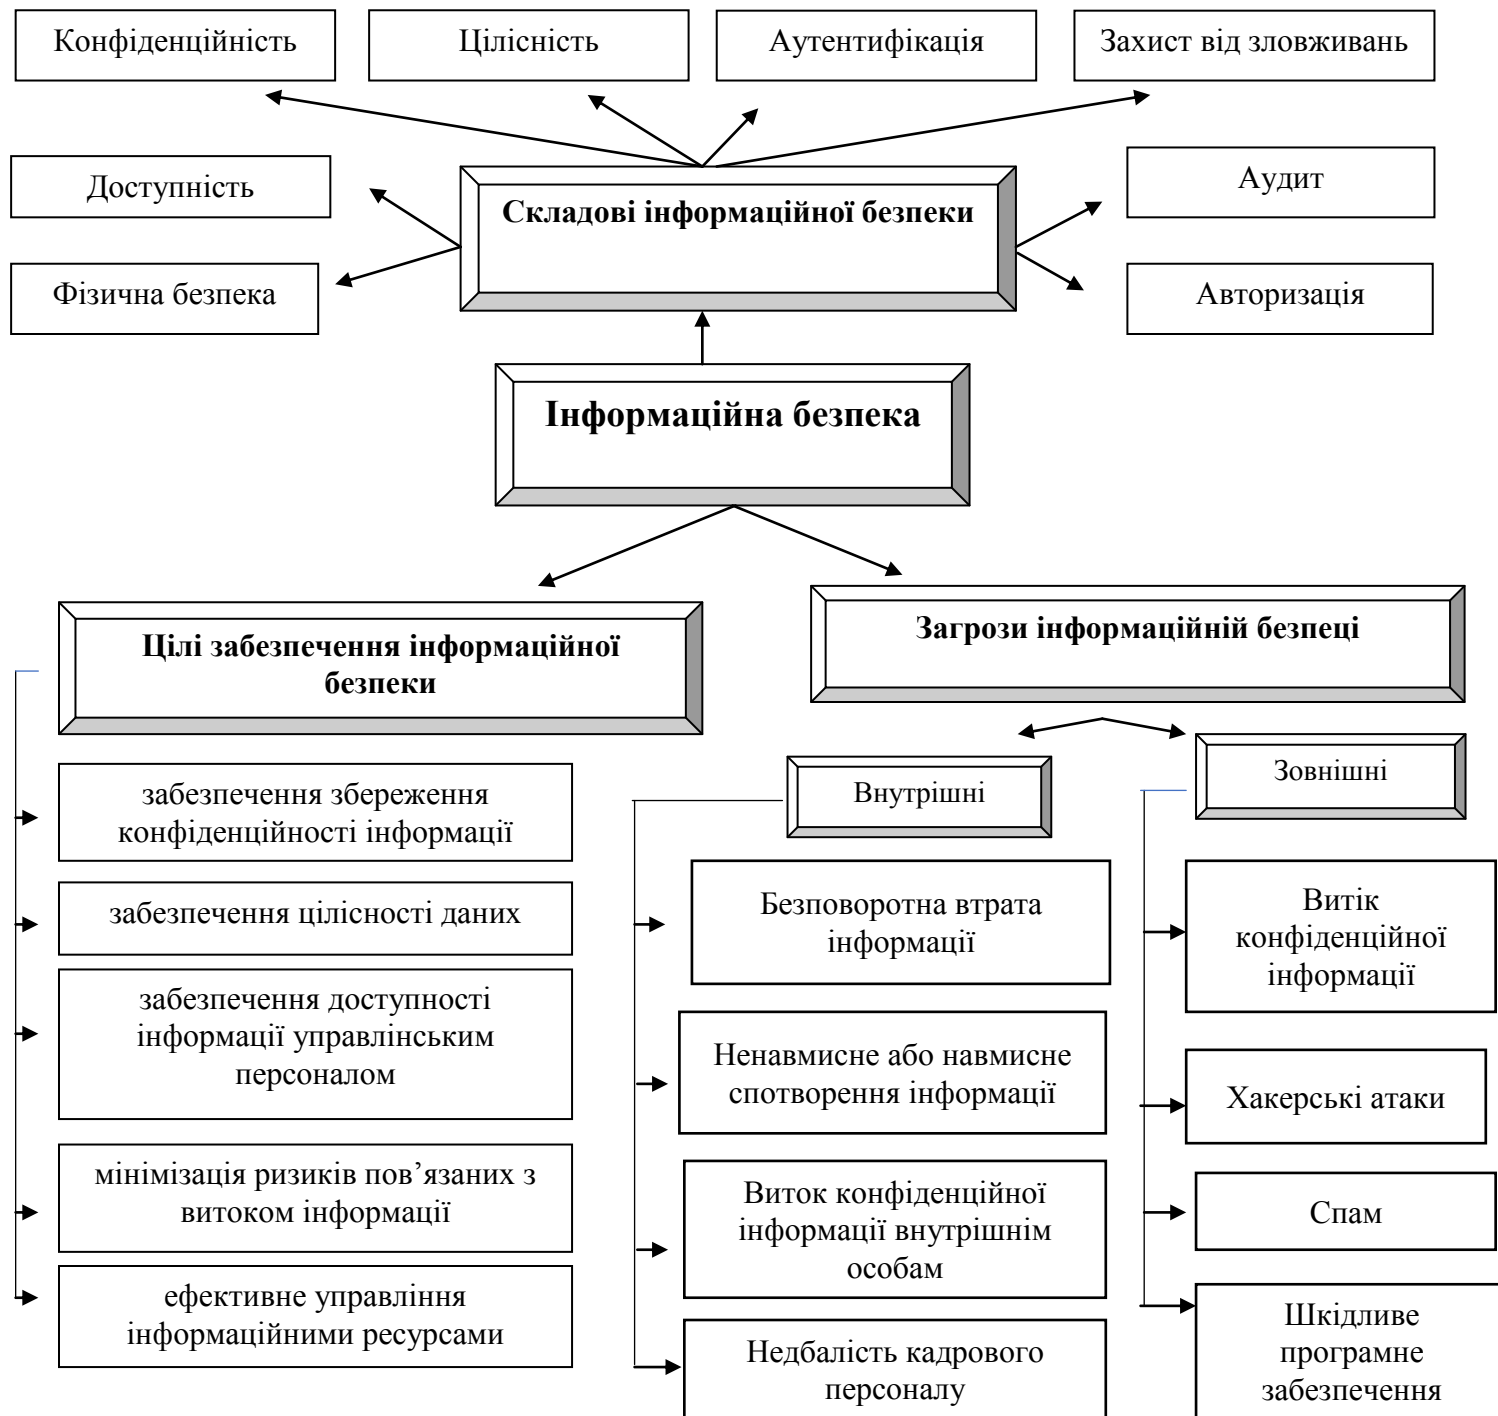 Конфіденційність
Цілісність
Аутентифікація
Захист від зловживань
Доступність
Складові інформаційної безпеки
Аудит
Фізична безпека
Авторизація
Інформаційна безпека
Цілі забезпечення інформаційної
безпеки
Загрози інформаційній безпеці
забезпечення збереження
конфіденційності інформації
забезпечення цілісності даних
забезпечення доступності
інформації управлінським
персоналом
мінімізація ризиків пов’язаних з
витоком інформації
ефективне управління
інформаційними ресурсами
Внутрішні
Безповоротна втрата
інформації
Ненавмисне або навмисне
спотворення інформації
Виток конфіденційної
інформації внутрішнім
особам
Недбалість кадрового
персоналу
Зовнішні
Витік
конфіденційної
інформації
Хакерські атаки
Спам
Шкідливе
програмне
забезпечення